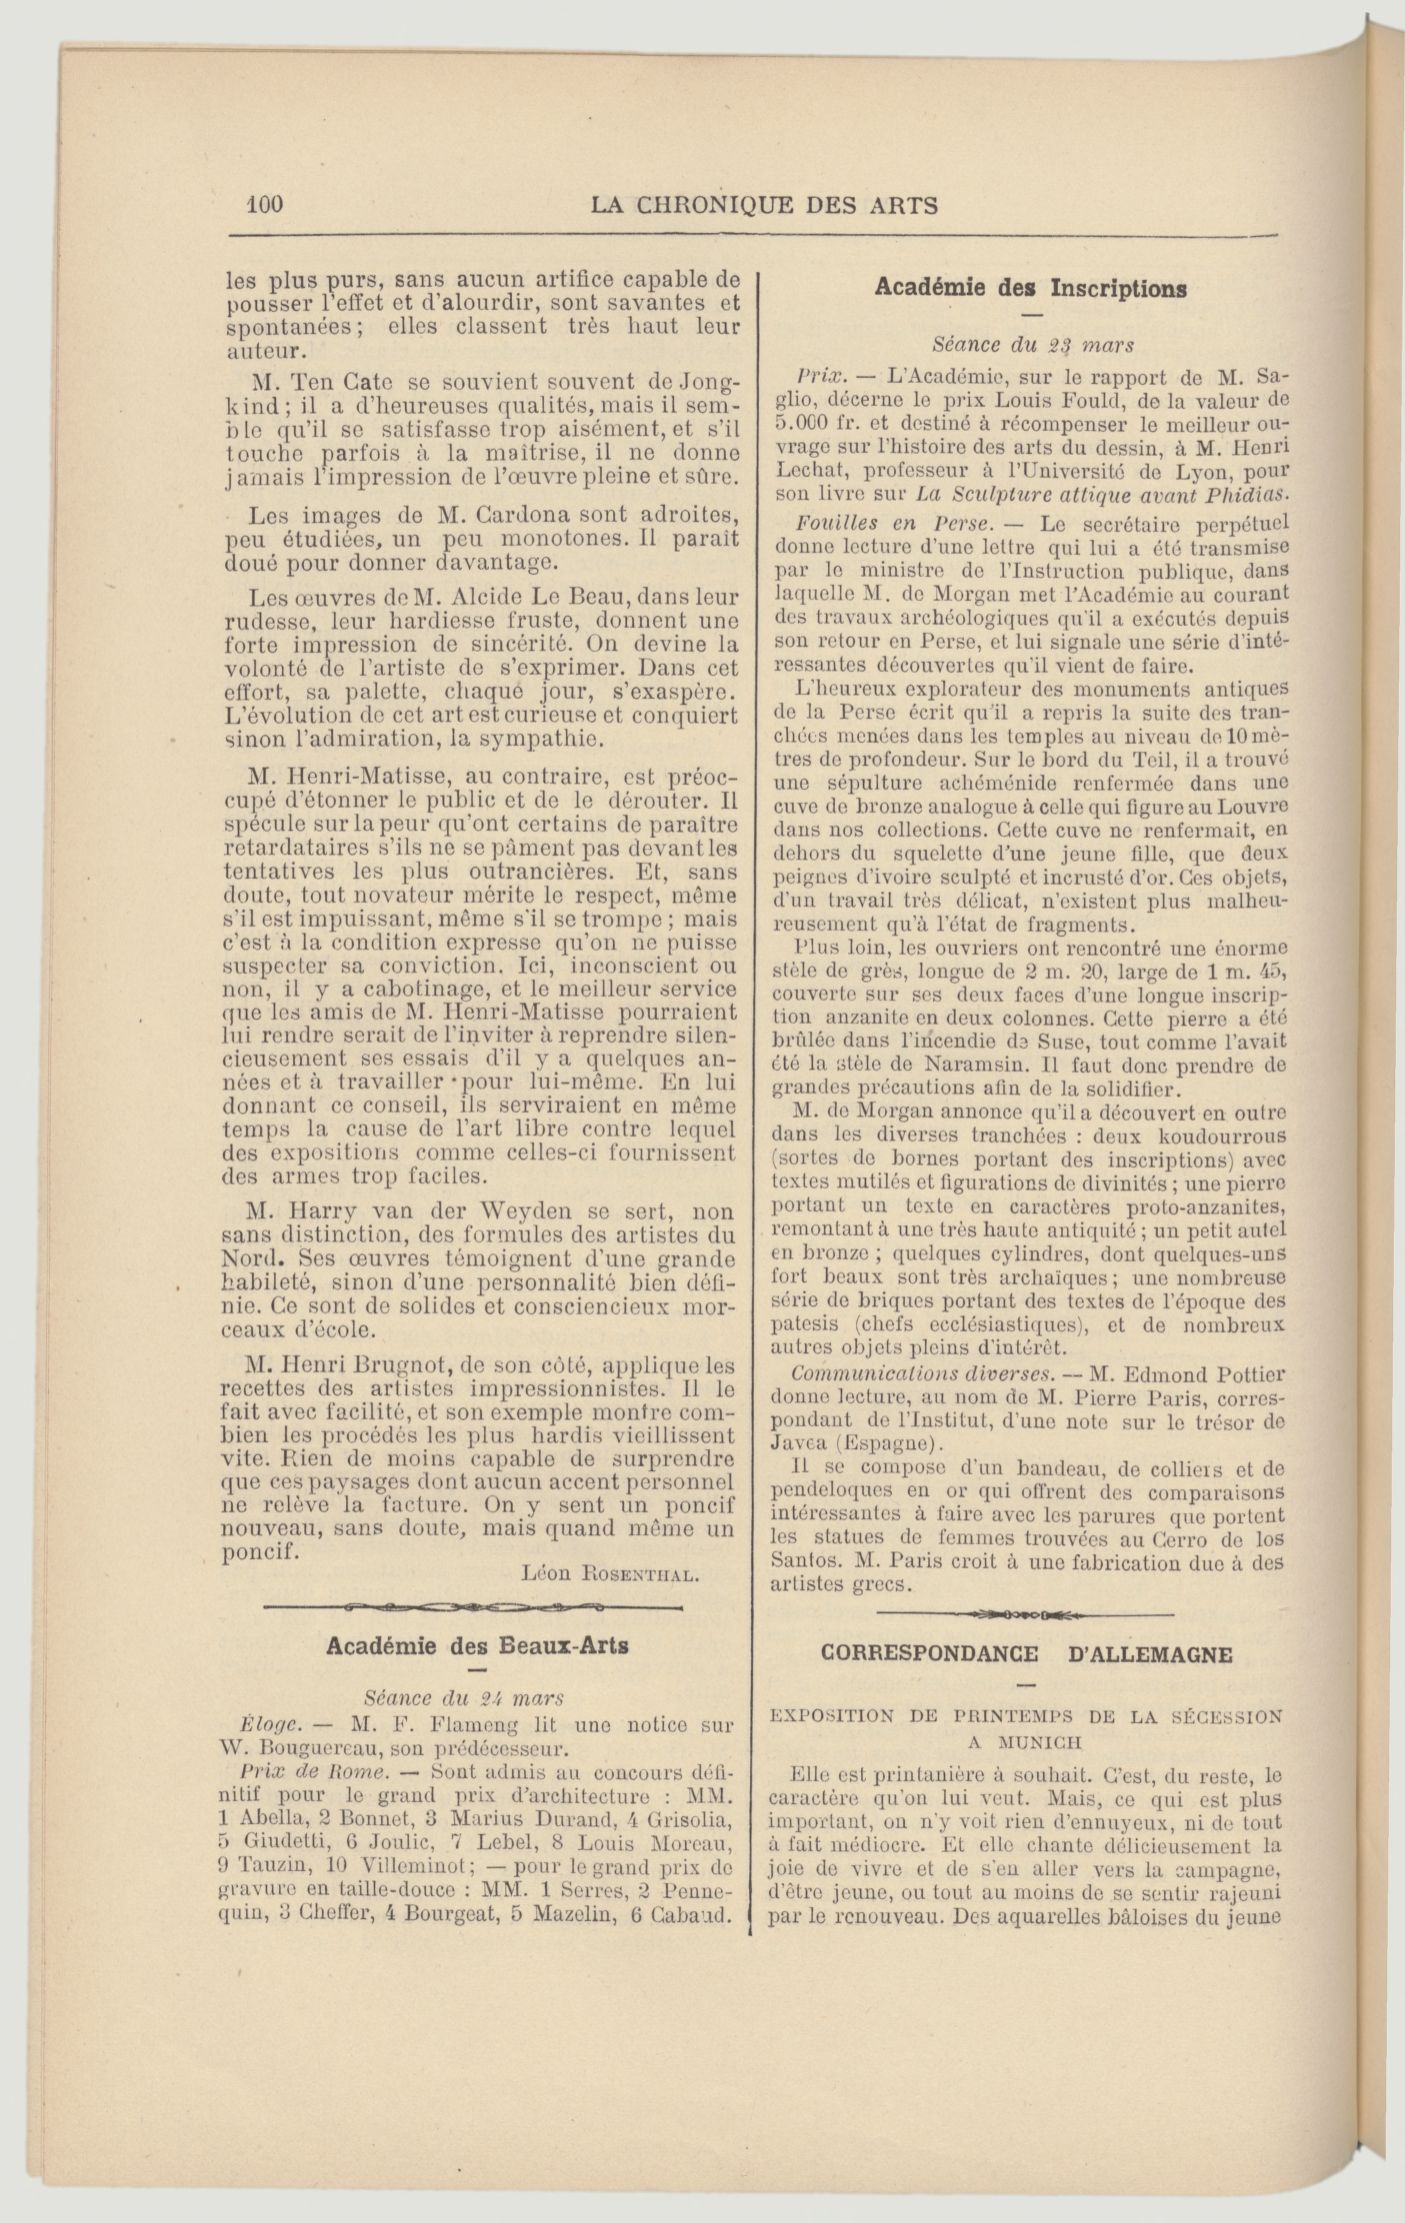 100
LA CHRONIQUE DES ARTS
les plus purs, sans aucun artifice capable de
pousser l'effet et d'alourdir, sont savantes et
spontanées; elles classent très haut leur
auteur.
M. Ten Cate se souvient souvent de Jong-
kind; il a d'heureuses qualités, mais il sem-
ble qu'il se satisfasse trop aisément, et s'il
touche parfois à la maîtrise, il ne donne
jamais l'impression de l'œuvre pleine et sûre.
Les images de M. Cardona sont adroites,
peu étudiées, un peu monotones. Il paraît
doué pour donner davantage.
Les œuvres de M. Alcide Le Beau, dans leur
rudesse, leur hardiesse fruste, donnent une
forte impression de sincérité. On devine la
volonté de l'artiste de s'exprimer. Dans cet
effort, sa palette, chaque jour, s'exaspère.
L'évolution de cet art est curieuse et conquiert
sinon l'admiration, la sympathie.
M. Henri-Matisse, au contraire, est préoc-
cupé d'étonner le public et de le dérouter. Il
spécule sur la peur qu'ont certains de paraître
retardataires s'ils ne se pâment pas devant les
tentatives les plus outrancières. Et, sans
doute, tout novateur mérite le respect, même
s'il est impuissant, même s'il se trompe; mais
c'est à la condition expresse qu'on ne puisse
suspecter sa conviction. Ici, inconscient ou
non, il y a cabotinage, et le meilleur service
que les amis de M. Henri-Matisse pourraient
lui rendre serait de l'inviter à reprendre silen-
cieusement ses essais d'il y a quelques an-
nées et à travailler pour lui-même. En lui
donnant ce conseil, ils serviraient en même
temps la cause de l'art libre contre lequel
des expositions comme celles-ci fournissent
des armes trop faciles.
M. Harry van der Weyden se sert, non
sans distinction, des formules des artistes du
Nord. Ses œuvres témoignent d'une grande
habileté, sinon d'une personnalité bien défi-
nie. Ce sont de solides et consciencieux mor-
ceaux d'école.
M. Henri Brugnot, de son côté, applique les
recettes des artistes impressionnistes. Il le
fait avec facilité, et son exemple montre com-
bien les procédés les plus hardis vieillissent
vite. Rien de moins capable de surprendre
que ces paysages dont aucun accent personnel
ne relève la facture. On y sent un poncif
nouveau, sans doute, mais quand même un
poncif.
Léon ROSENTHAL.
Académie des Beaux-Arts
Séance du 24 mars
Éloge. — M. F. Flameng lit une notice sur
W. Bouguereau, son prédécesseur.
Prix de Rome. — Sont admis au concours défi-
nitif pour le grand prix d'architecture : MM.
1 Abella, 2 Bonnet, 3 Marius Durand, 4 Grisolia,
5 Giudetti, 6 Joulic, 7 Lebel, 8 Louis Moreau,
9 Tauzin, 10 Villeminot; — pour le grand prix de
gravure en taille-douce : MM. 1 Serres, 2 Penne-
quin, 3 Cheffer, 4 Bourgeat, 5 Mazelin, 6 Cabaud.
Académie des Inscriptions
Séance du 23 mars
Prix. — L'Académie, sur le rapport de M. Sa-
glio, décerne le prix Louis Fould, de la valeur de
5.000 fr. et destiné à récompenser le meilleur ou-
vrage sur l'histoire des arts du dessin, à M. Henri
Lechat, professeur à l'Université de Lyon, pour
son livre sur La Sculpture attique avant Phidias.
Fouilles en Perse. — Le secrétaire perpétuel
donne lecture d'une lettre qui lui a été transmise
par le ministre de l'Instruction publique, dans
laquelle M. de Morgan met l'Académie au courant
des travaux archéologiques qu'il a exécutés depuis
son retour en Perse, et lui signale une série d'inté-
ressantes découvertes qu'il vient de faire.
L'heureux explorateur des monuments antiques
de la Perse écrit qu'il a repris la suite des tran-
chées menées dans les temples au niveau de 10 mè-
tres de profondeur. Sur le bord du Teil, il a trouvé
une sépulture achéménide renfermée dans une
cuve de bronze analogue à celle qui figure au Louvre
dans nos collections. Cette cuve ne renfermait, en
dehors du squelette d'une jeune fille, que deux
peignes d'ivoire sculpté et incrusté d'or. Ces objets,
d'un travail très délicat, n'existent plus malheu-
reusement qu'à l'état de fragments.
Plus loin, les ouvriers ont rencontré une énorme
stèle de grès, longue de 2 m. 20, large de 1 m. 45,
couverte sur ses deux faces d'une longue inscrip-
tion anzanite en deux colonnes. Cette pierre a été
brûlée dans l'incendie de Suse, tout comme l'avait
été la stèle de Naramsin. Il faut donc prendre de
grandes précautions afin de la solidifier.
M. de Morgan annonce qu'il a découvert en outre
dans les diverses tranchées : deux koudourrous
(sortes de bornes portant des inscriptions) avec
textes mutilés et figurations de divinités; une pierre
portant un texte en caractères proto-anzanites,
remontant à une très haute antiquité; un petit autel
en bronze; quelques cylindres, dont quelques-uns
fort beaux sont très archaïques; une nombreuse
série de briques portant des textes de l'époque des
patesis (chefs ecclésiastiques), et de nombreux
autres objets pleins d'intérêt.
Communications diverses. — M. Edmond Pottier
donne lecture, au nom de M. Pierre Paris, corres-
pondant de l'Institut, d'une note sur le trésor de
Javea (Espagne).
Il se compose d'un bandeau, de colliers et de
pendeloques en or qui offrent des comparaisons
intéressantes à faire avec les parures que portent
les statues de femmes trouvées au Cerro de los
Santos. M. Paris croit à une fabrication due à des
artistes grecs.
CORRESPONDANCE D'ALLEMAGNE
EXPOSITION DE PRINTEMPS DE LA SÉCESSION
A MUNICH
Elle est printanière à souhait. C'est, du reste, le
caractère qu'on lui veut. Mais, ce qui est plus
important, on n'y voit rien d'ennuyeux, ni de tout
à fait médiocre. Et elle chante délicieusement la
joie de vivre et de s'en aller vers la campagne,
d'être jeune, ou tout au moins de se sentir rajeuni
par le renouveau. Des aquarelles bâloises du jeune